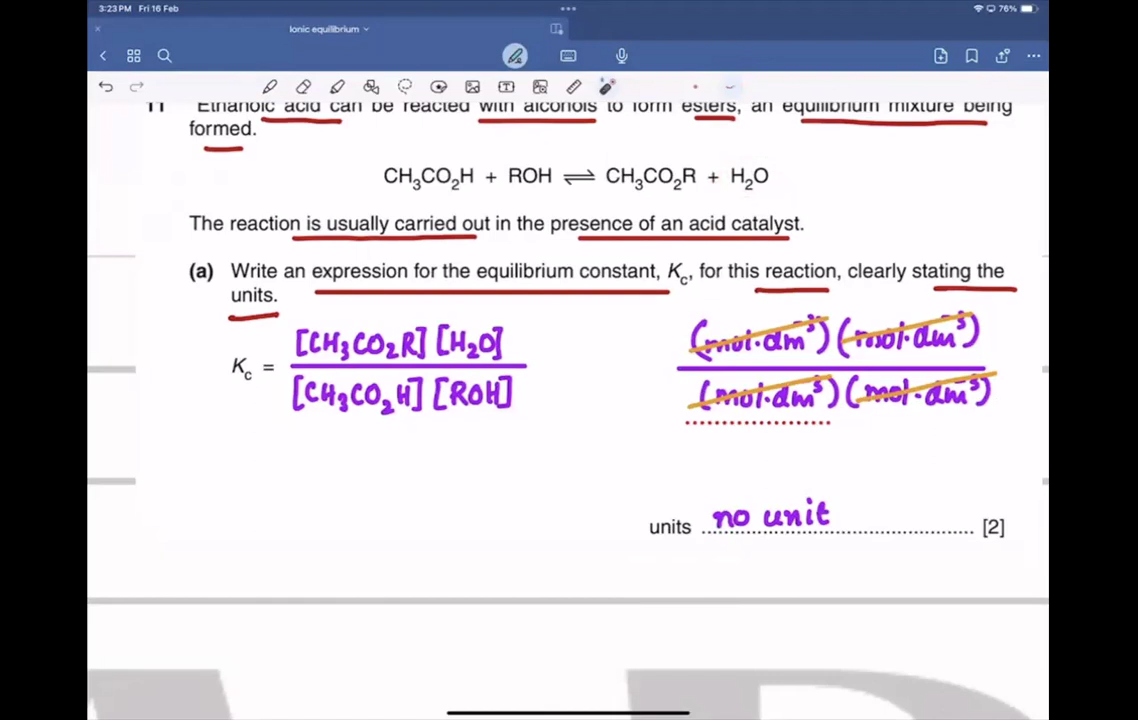 3:23 PM Fri 16 Feb
76%
Ionic equilibrium
11 Ethanoic acid can be reacted with alcohols to form esters, an equilibrium mixture being
formed.
CH₃CO₂H + ROH ⇌ CH₃CO₂R + H₂O
The reaction is usually carried out in the presence of an acid catalyst.
(a) Write an expression for the equilibrium constant, Kc, for this reaction, clearly stating the
units.
[CH₃CO₂R] [H₂O] (mol·dm⁻³) (mol·dm⁻³)
Kc =
[CH₃CO₂H] [ROH] (mol·dm⁻³) (mol·dm⁻³)
units no unit [2]